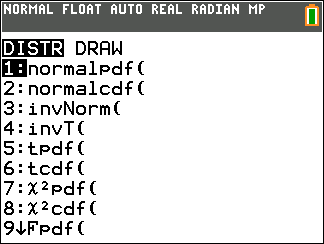 NORMAL FLOAT AUTO REAL RADIAN MP
DISTR DRAW
1:normalpdf(
2:normalcdf(
3:invNorm(
4:invT(
5:tpdf(
6:tcdf(
7:χ²pdf(
8:χ²cdf(
9↓Fpdf(